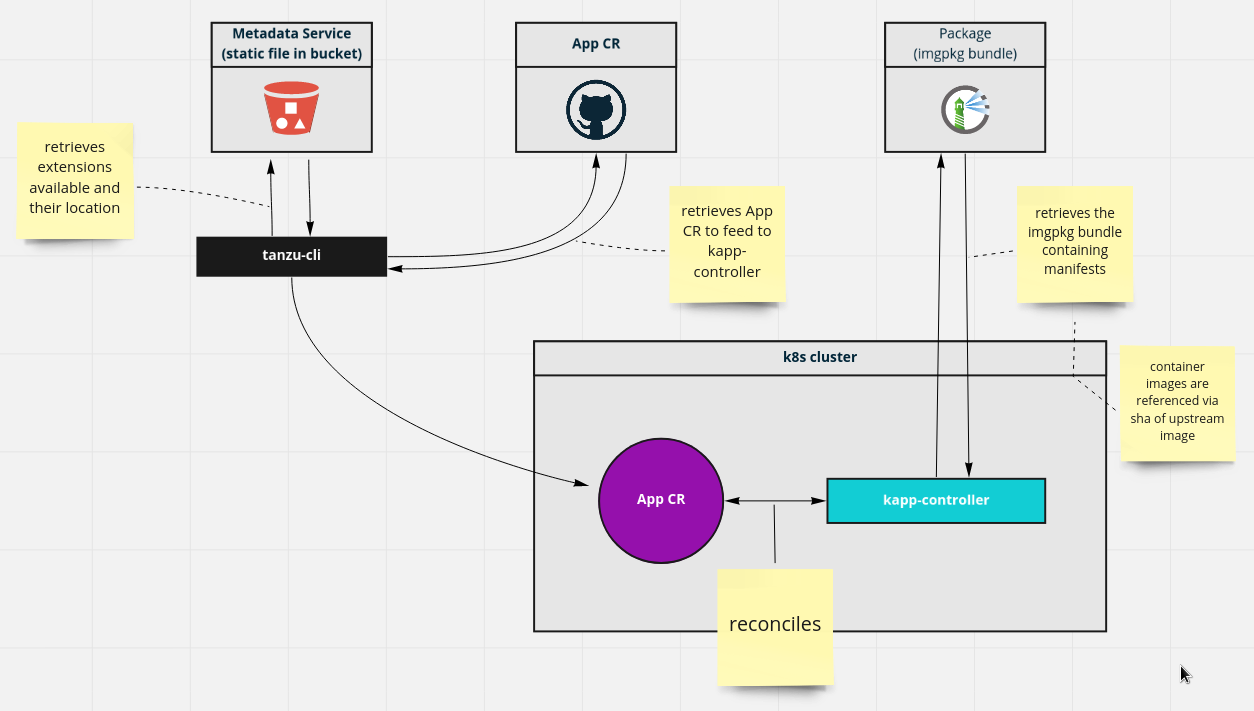 Metadata Service
(static file in bucket)
App CR
Package
(imgpkg bundle)
retrieves
extensions
available and
their location
tanzu-cli
retrieves App
CR to feed to
kapp-
controller
retrieves the
imgpkg bundle
containing
manifests
k8s cluster
container
images are
referenced via
sha of upstream
image
App CR
kapp-controller
reconciles